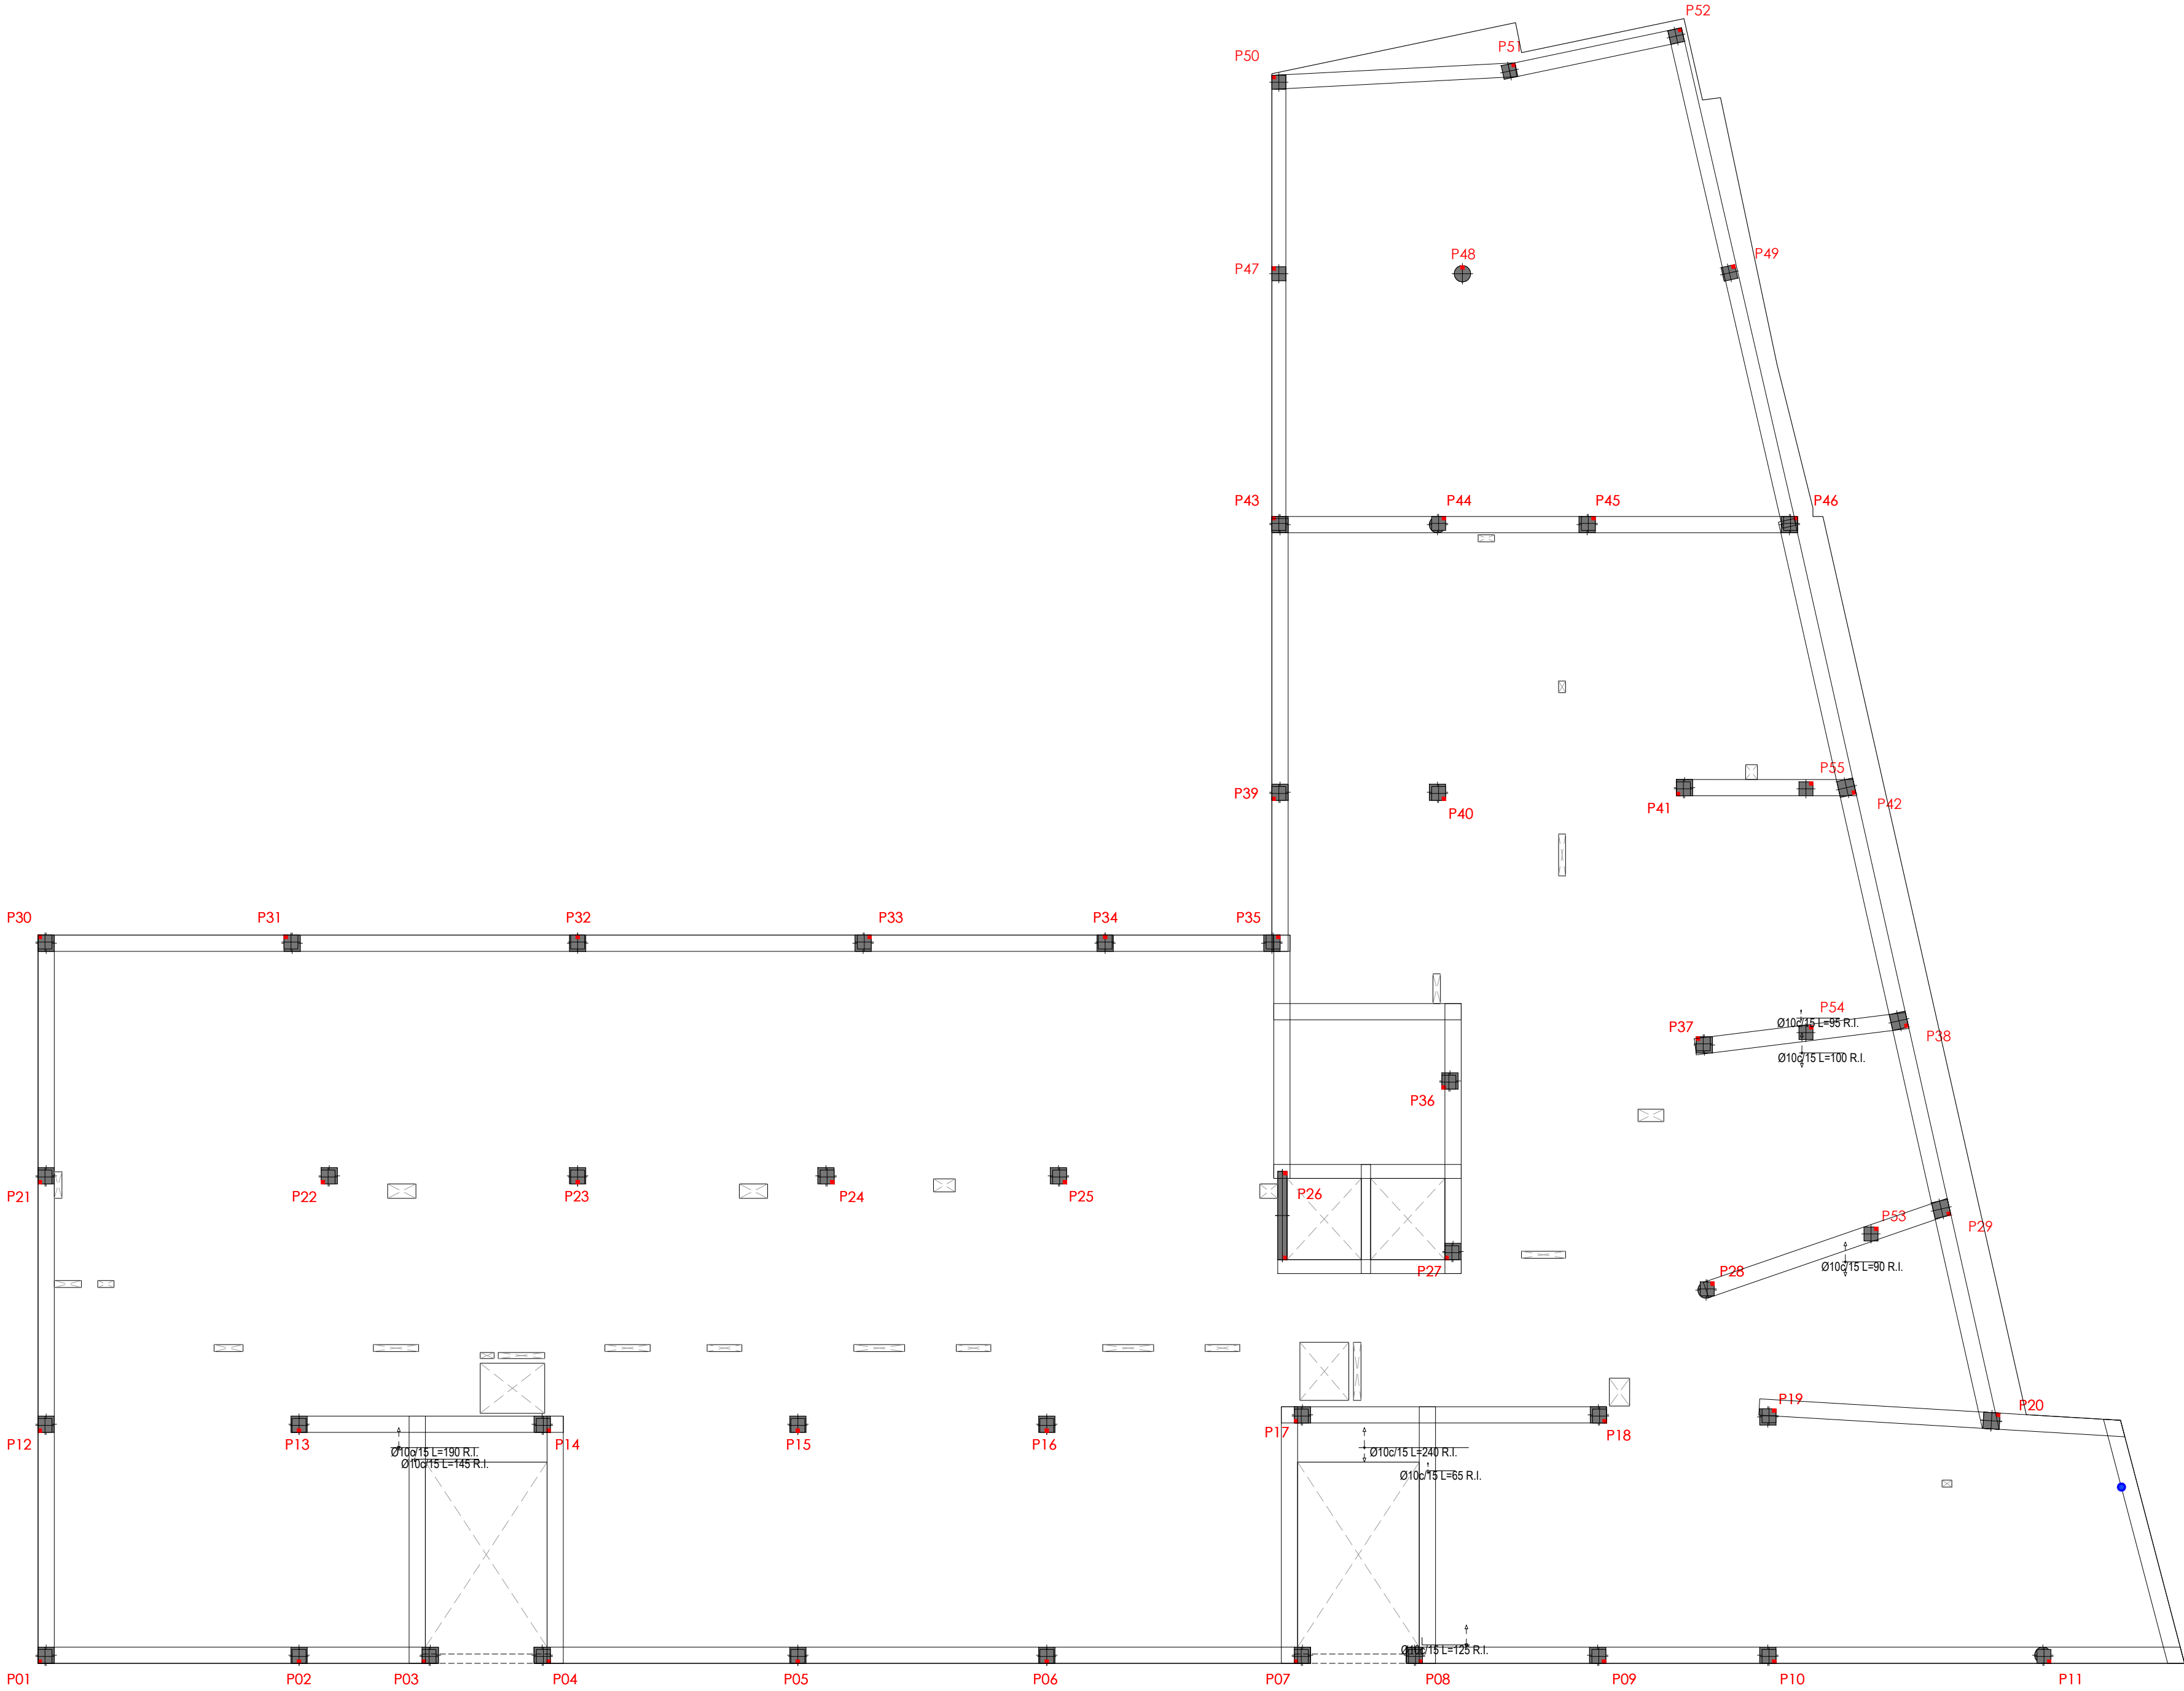 P52
P51
P50
P49
P48
P47
P43
P44
P45
P46
P55
P39
P40
P41
P42
P30
P31
P32
P33
P34
P35
P54
Ø10c/15 L=95 R.I.
P37
P38
Ø10c/15 L=100 R.I.
P36
P21
P22
P23
P24
P25
P26
P53
P29
P27
Ø10c/15 L=90 R.I.
P28
P19
P20
P12
P13
P14
P15
P16
P17
P18
Ø10c/15 L=190 R.I.
Ø10c/15 L=145 R.I.
Ø10c/15 L=240 R.I.
Ø10c/15 L=65 R.I.
Ø10c/15 L=125 R.I.
P01
P02
P03
P04
P05
P06
P07
P08
P09
P10
P11